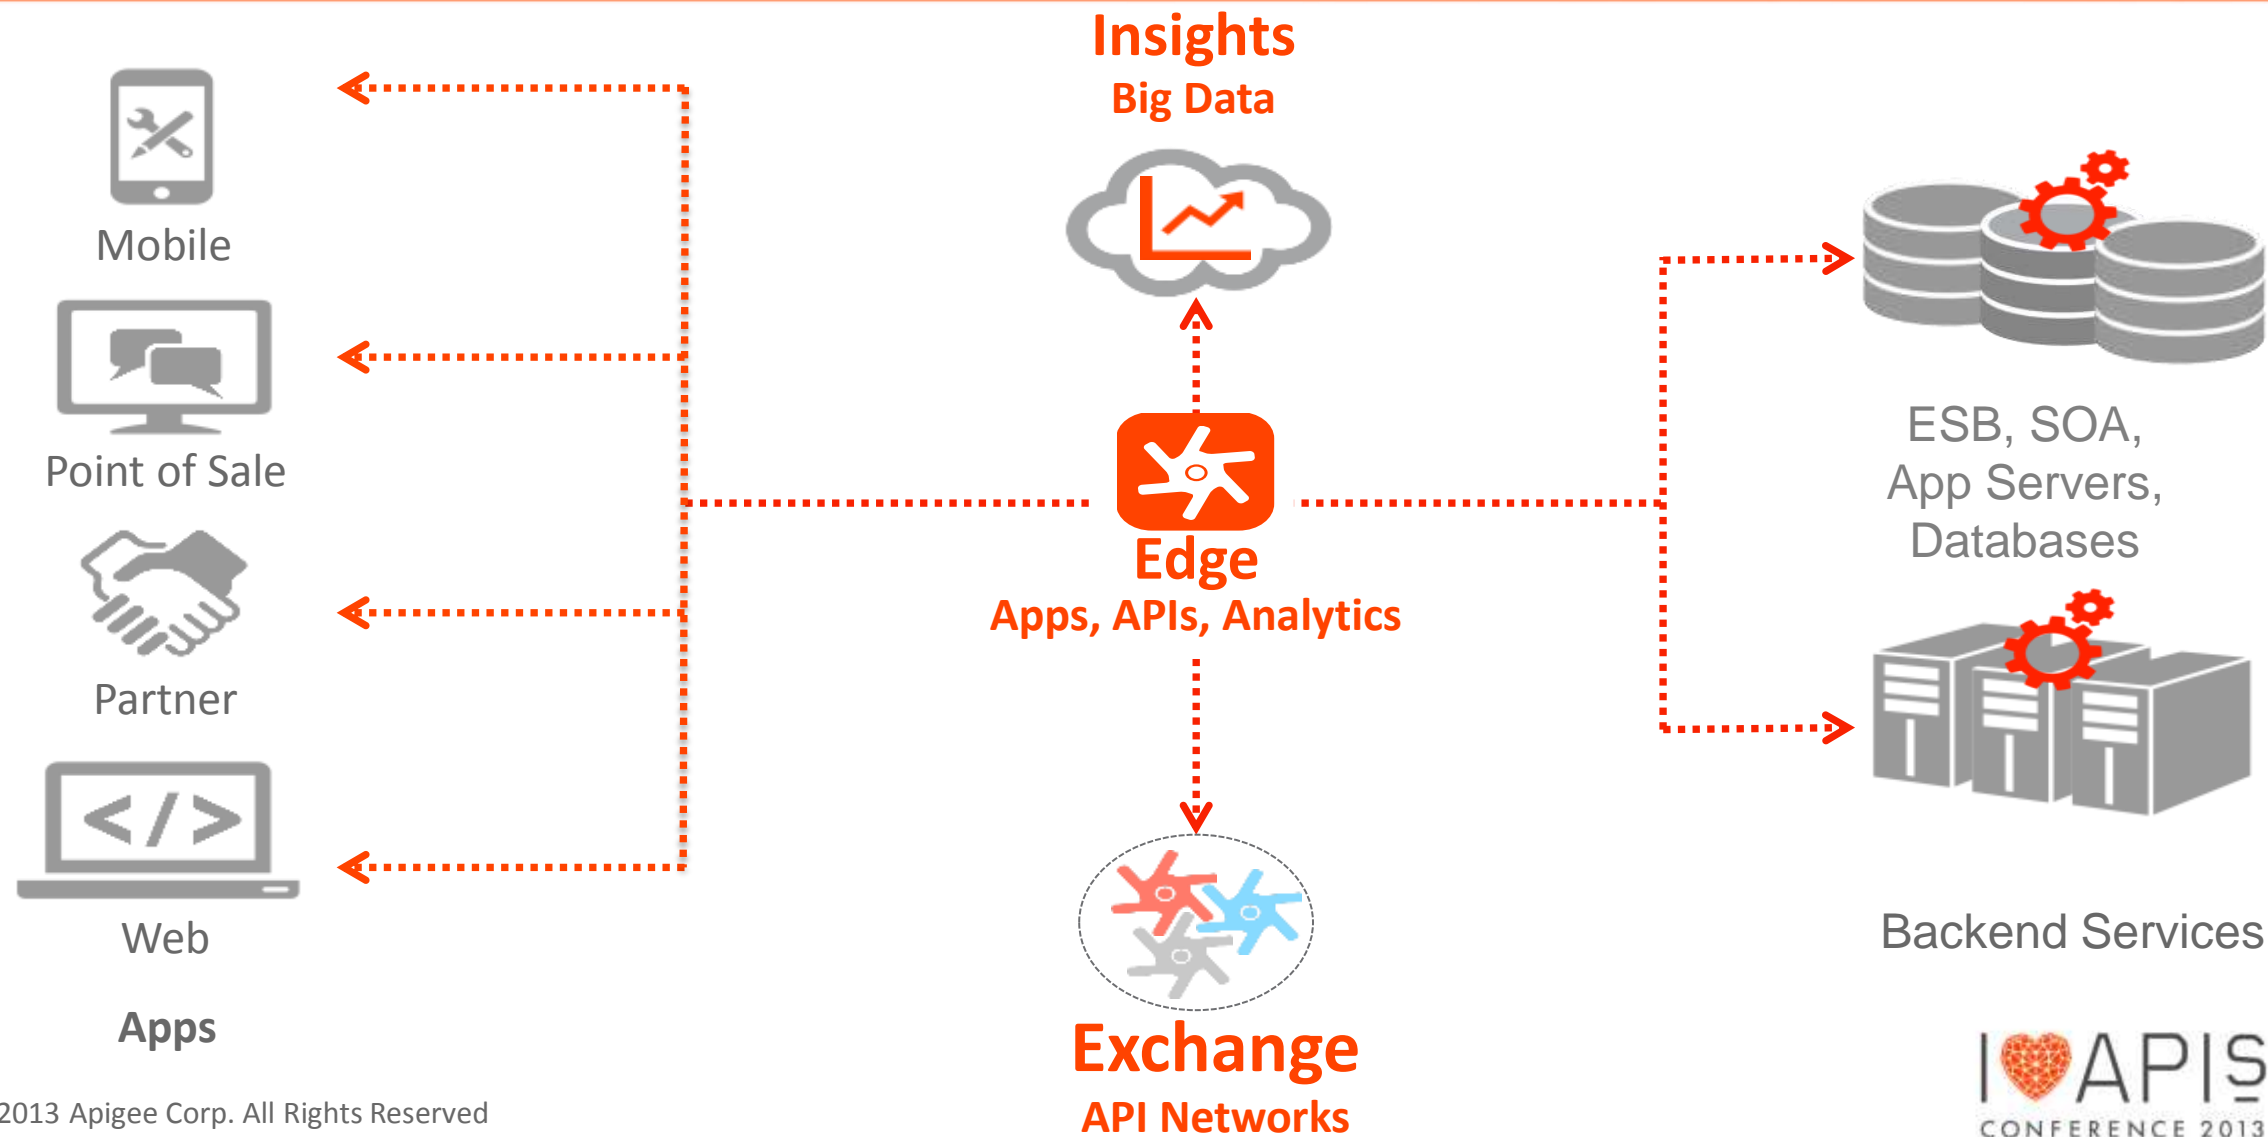 Insights
Big Data
Mobile
Point of Sale
Partner
</>
Web
Apps
Edge
Apps, APIs, Analytics
Exchange
API Networks
ESB, SOA,
App Servers,
Databases
Backend Services
2013 Apigee Corp. All Rights Reserved
I APIS
CONFERENCE 2013